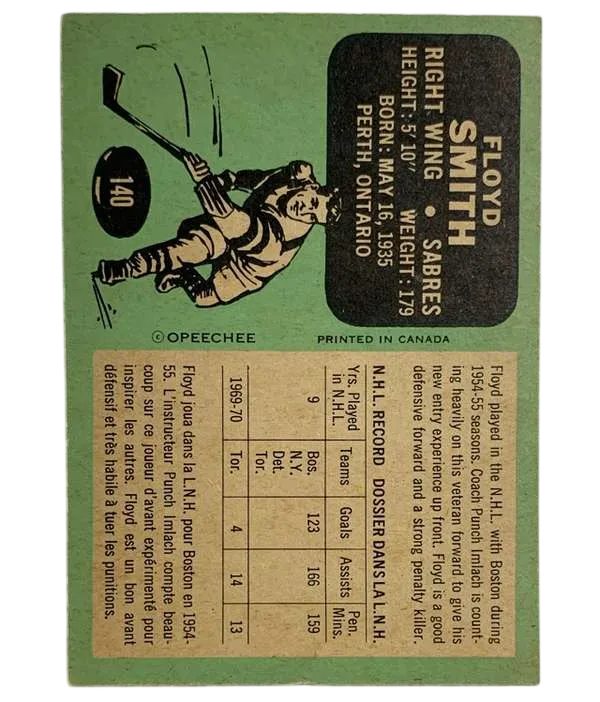 FLOYD
SMITH
RIGHT WING • SABRES
HEIGHT: 5' 10" WEIGHT: 179
BORN: MAY 16, 1935
PERTH, ONTARIO
140
© OPEECHEE
PRINTED IN CANADA
Floyd played in the N.H.L. with Boston during
1954-55 seasons. Coach Punch Imlach is count-
ing heavily on this veteran forward to give his
new entry experience up front. Floyd is a good
defensive forward and a strong penalty killer.
N.H.L. RECORD DOSSIER DANS LA L.N.H.
Yrs. Played in N.H.L. Teams Goals Assists Pen. Mins.
9 Bos. N.Y. Det. Tor. 123 166 159
1969-70 Tor. 4 14 13
Floyd joua dans la L.N.H. pour Boston en 1954-
55. L'instructeur Punch Imlach compte beau-
coup sur ce joueur d'avant expérimenté pour
inspirer les autres. Floyd est un bon avant
défensif et très habile à tuer les punitions.